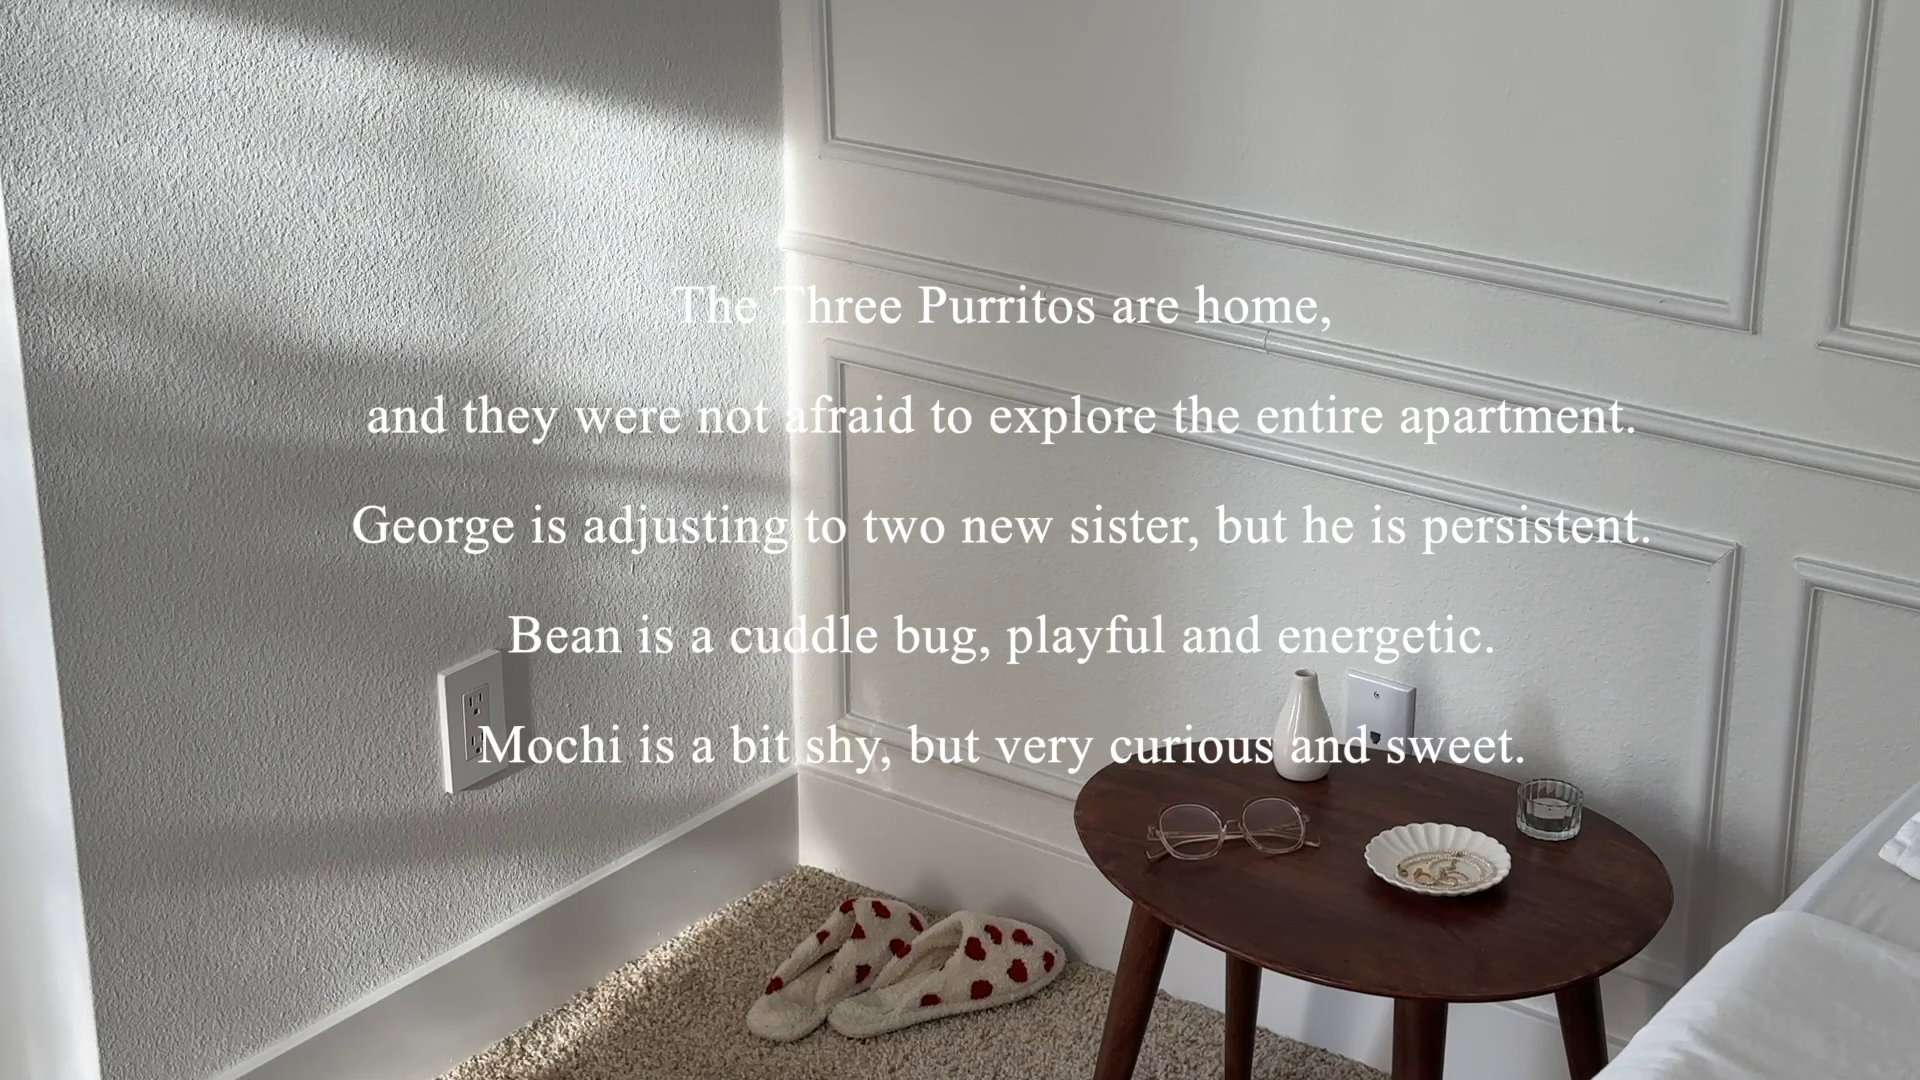 The Three Purritos are home,
and they were not afraid to explore the entire apartment.
George is adjusting to two new sister, but he is persistent.
Bean is a cuddle bug, playful and energetic.
Mochi is a bit shy, but very curious and sweet.